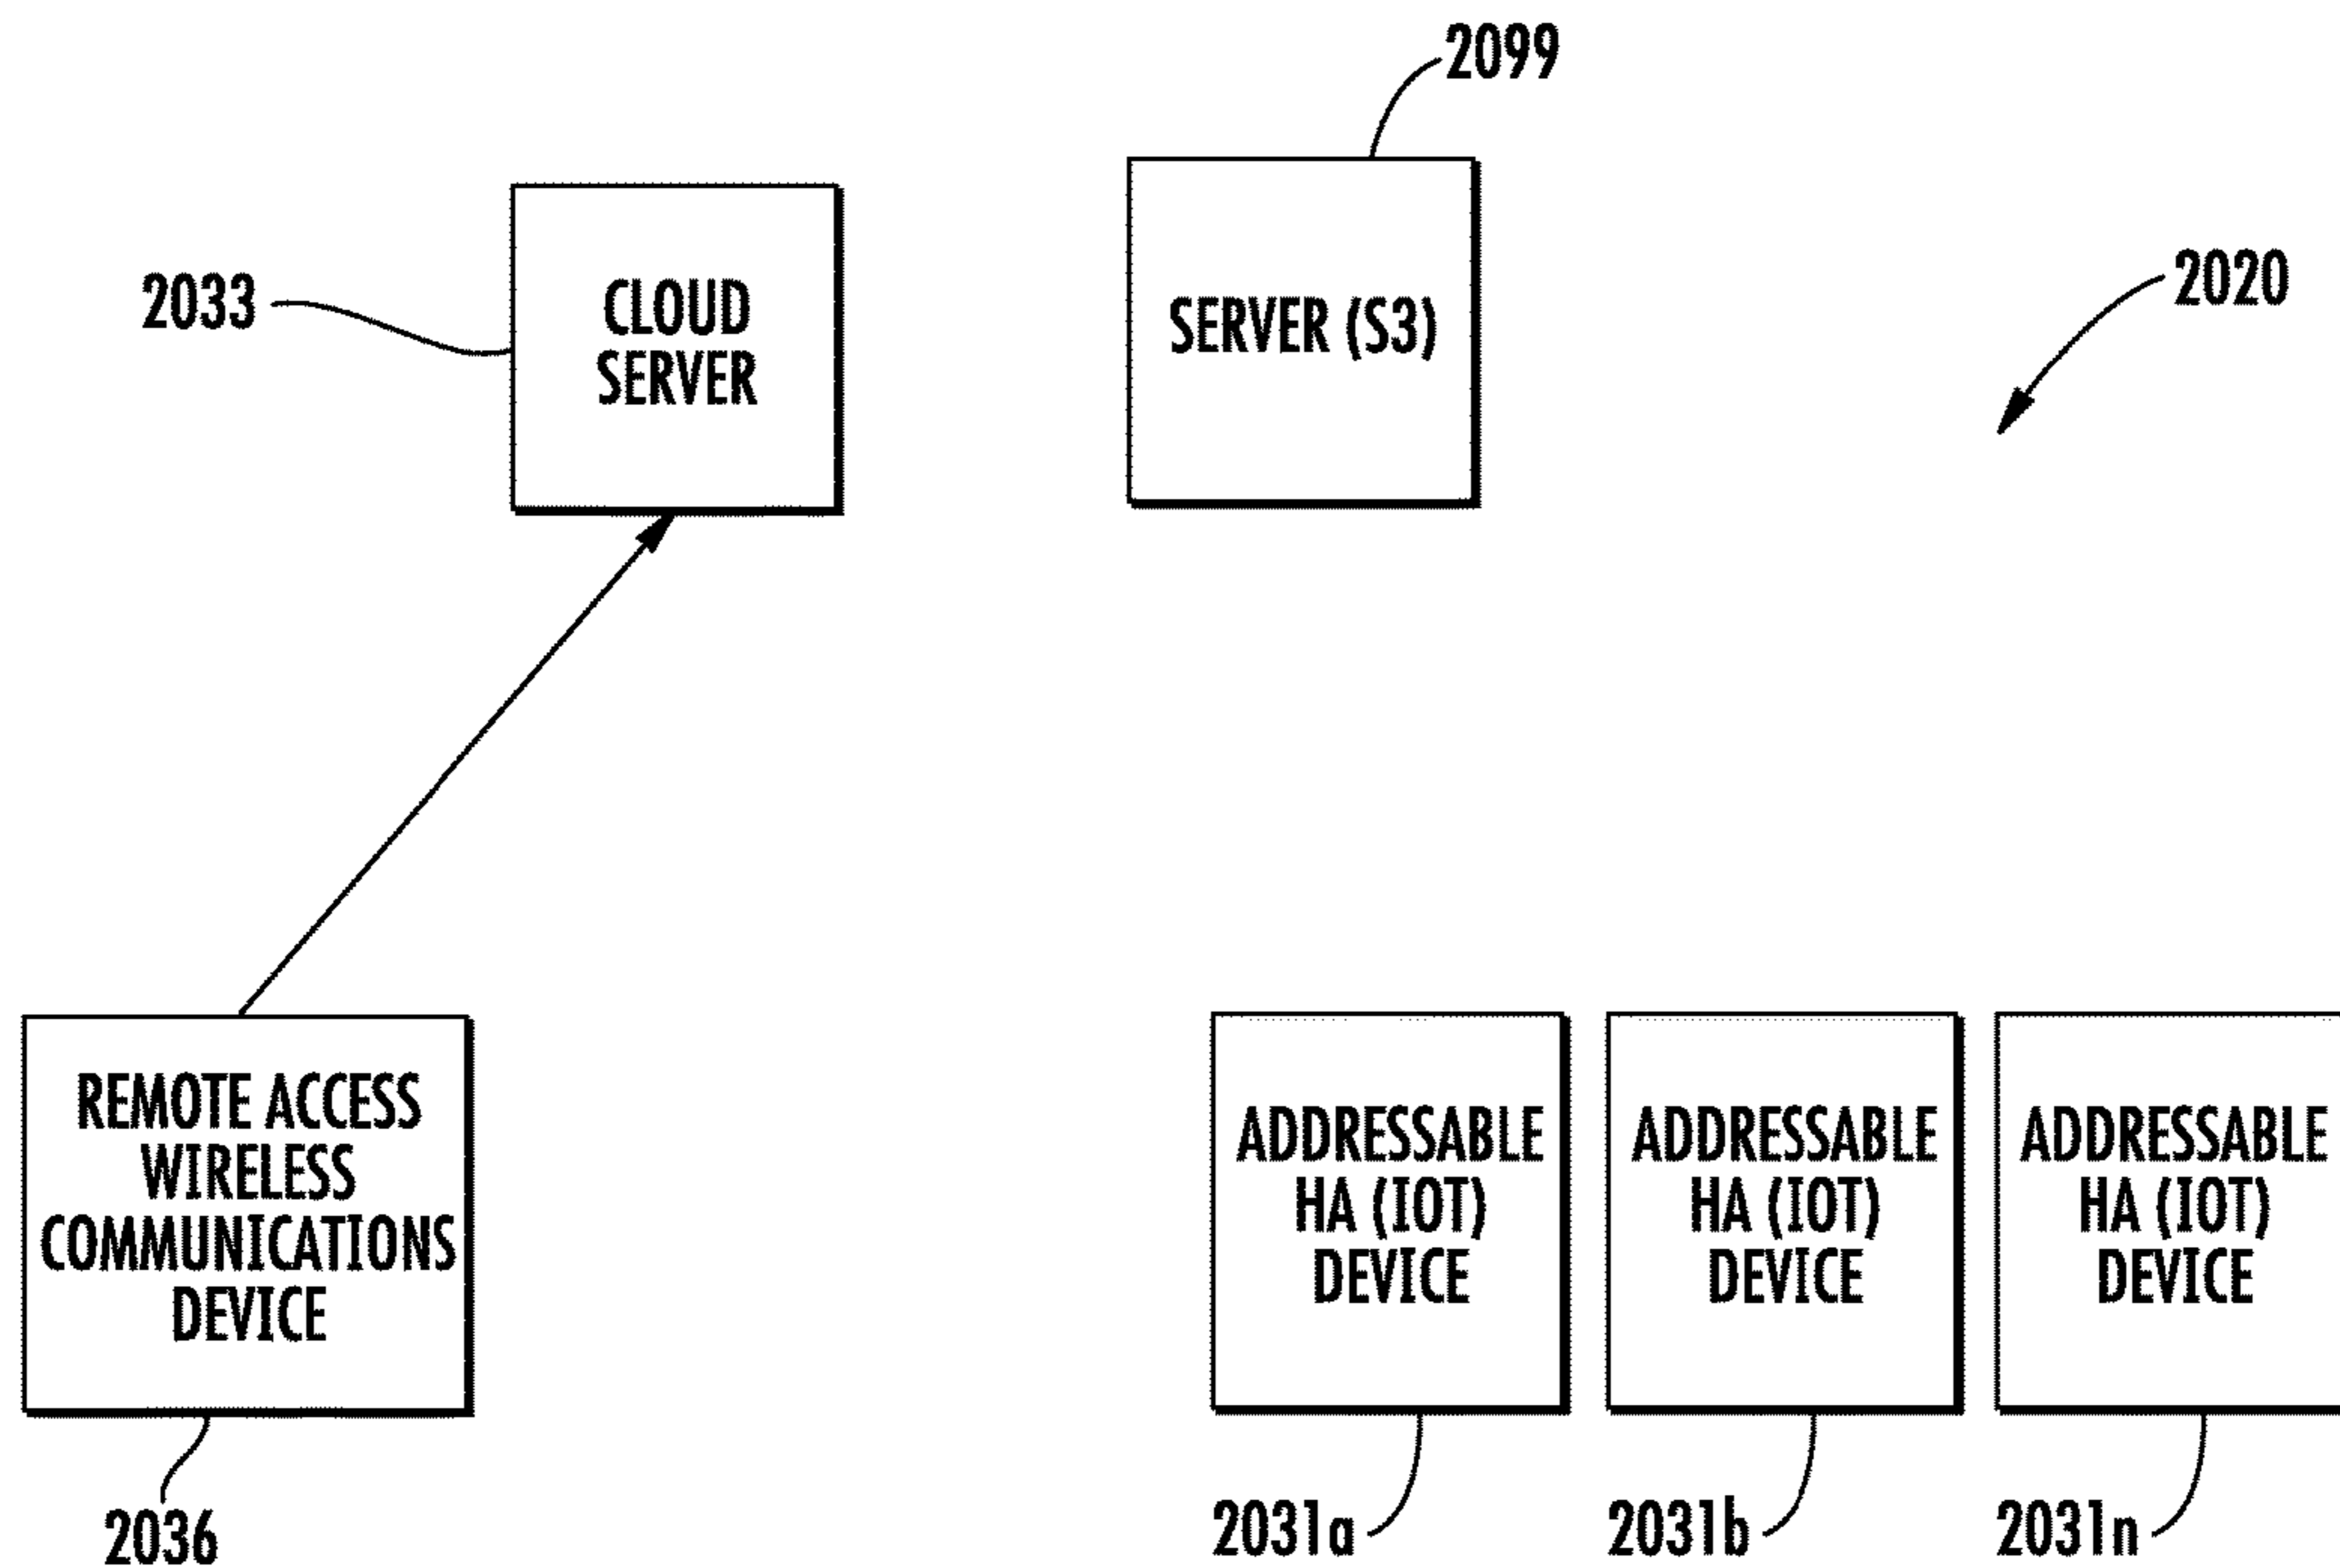 2099
2033
CLOUD
SERVER
SERVER (S3)
2020
REMOTE ACCESS
WIRELESS
COMMUNICATIONS
DEVICE
ADDRESSABLE
HA (IOT)
DEVICE
ADDRESSABLE
HA (IOT)
DEVICE
ADDRESSABLE
HA (IOT)
DEVICE
2036
2031a
2031b
2031n